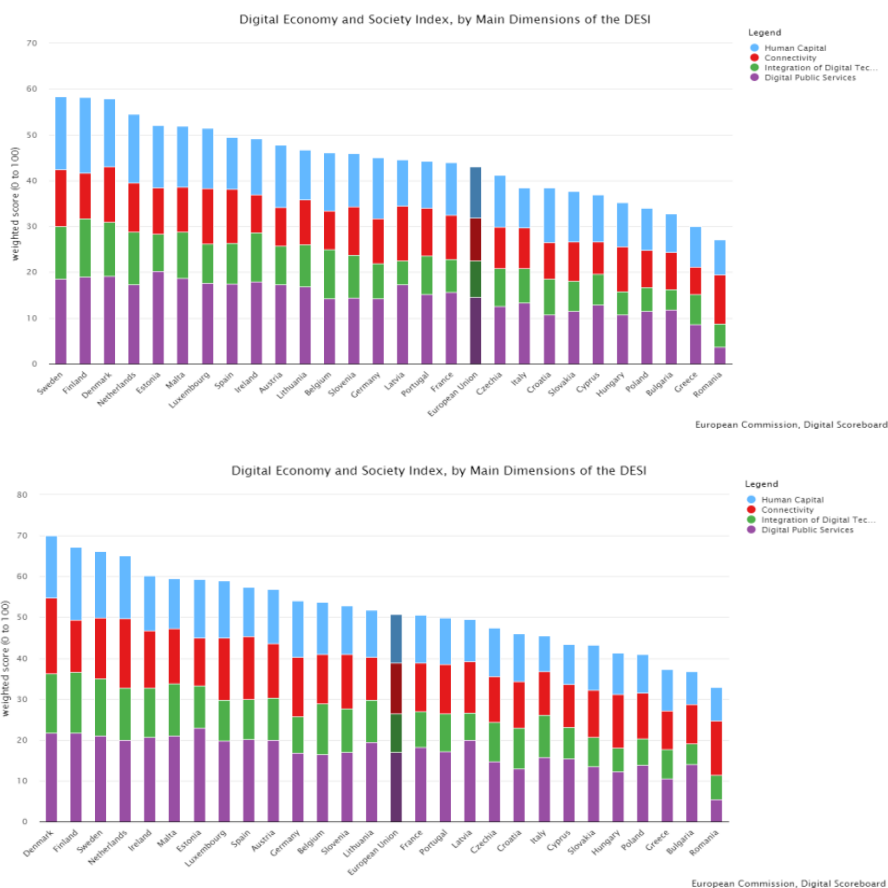 Digital Economy and Society Index, by Main Dimensions of the DESI
Legend
Human Capital
Connectivity
Integration of Digital Tec...
Digital Public Services
weighted score (0 to 100)
70
60
50
40
30
20
10
0
Sweden
Finland
Denmark
Netherlands
Estonia
Malta
Luxembourg
Spain
Ireland
Austria
Lithuania
Belgium
Slovenia
Germany
Latvia
Portugal
France
European Union
Czechia
Italy
Croatia
Slovakia
Cyprus
Hungary
Poland
Bulgaria
Greece
Romania
European Commission, Digital Scoreboard
Digital Economy and Society Index, by Main Dimensions of the DESI
Legend
Human Capital
Connectivity
Integration of Digital Tec...
Digital Public Services
weighted score (0 to 100)
80
70
60
50
40
30
20
10
0
Denmark
Finland
Sweden
Netherlands
Ireland
Malta
Estonia
Luxembourg
Spain
Austria
Germany
Belgium
Slovenia
Lithuania
European Union
France
Portugal
Latvia
Czechia
Croatia
Italy
Cyprus
Slovakia
Hungary
Poland
Greece
Bulgaria
Romania
European Commission, Digital Scoreboard